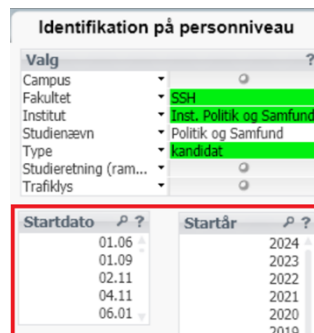 Identifikation på personniveau
Valg ?
Campus
Fakultet SSH
Institut Inst. Politik og Samfund
Studienævn Politik og Samfund
Type kandidat
Studieretning (ram...
Trafiklys
Startdato ?
01.06
01.09
02.11
04.11
06.01
Startår ?
2024
2023
2022
2021
2020
2019